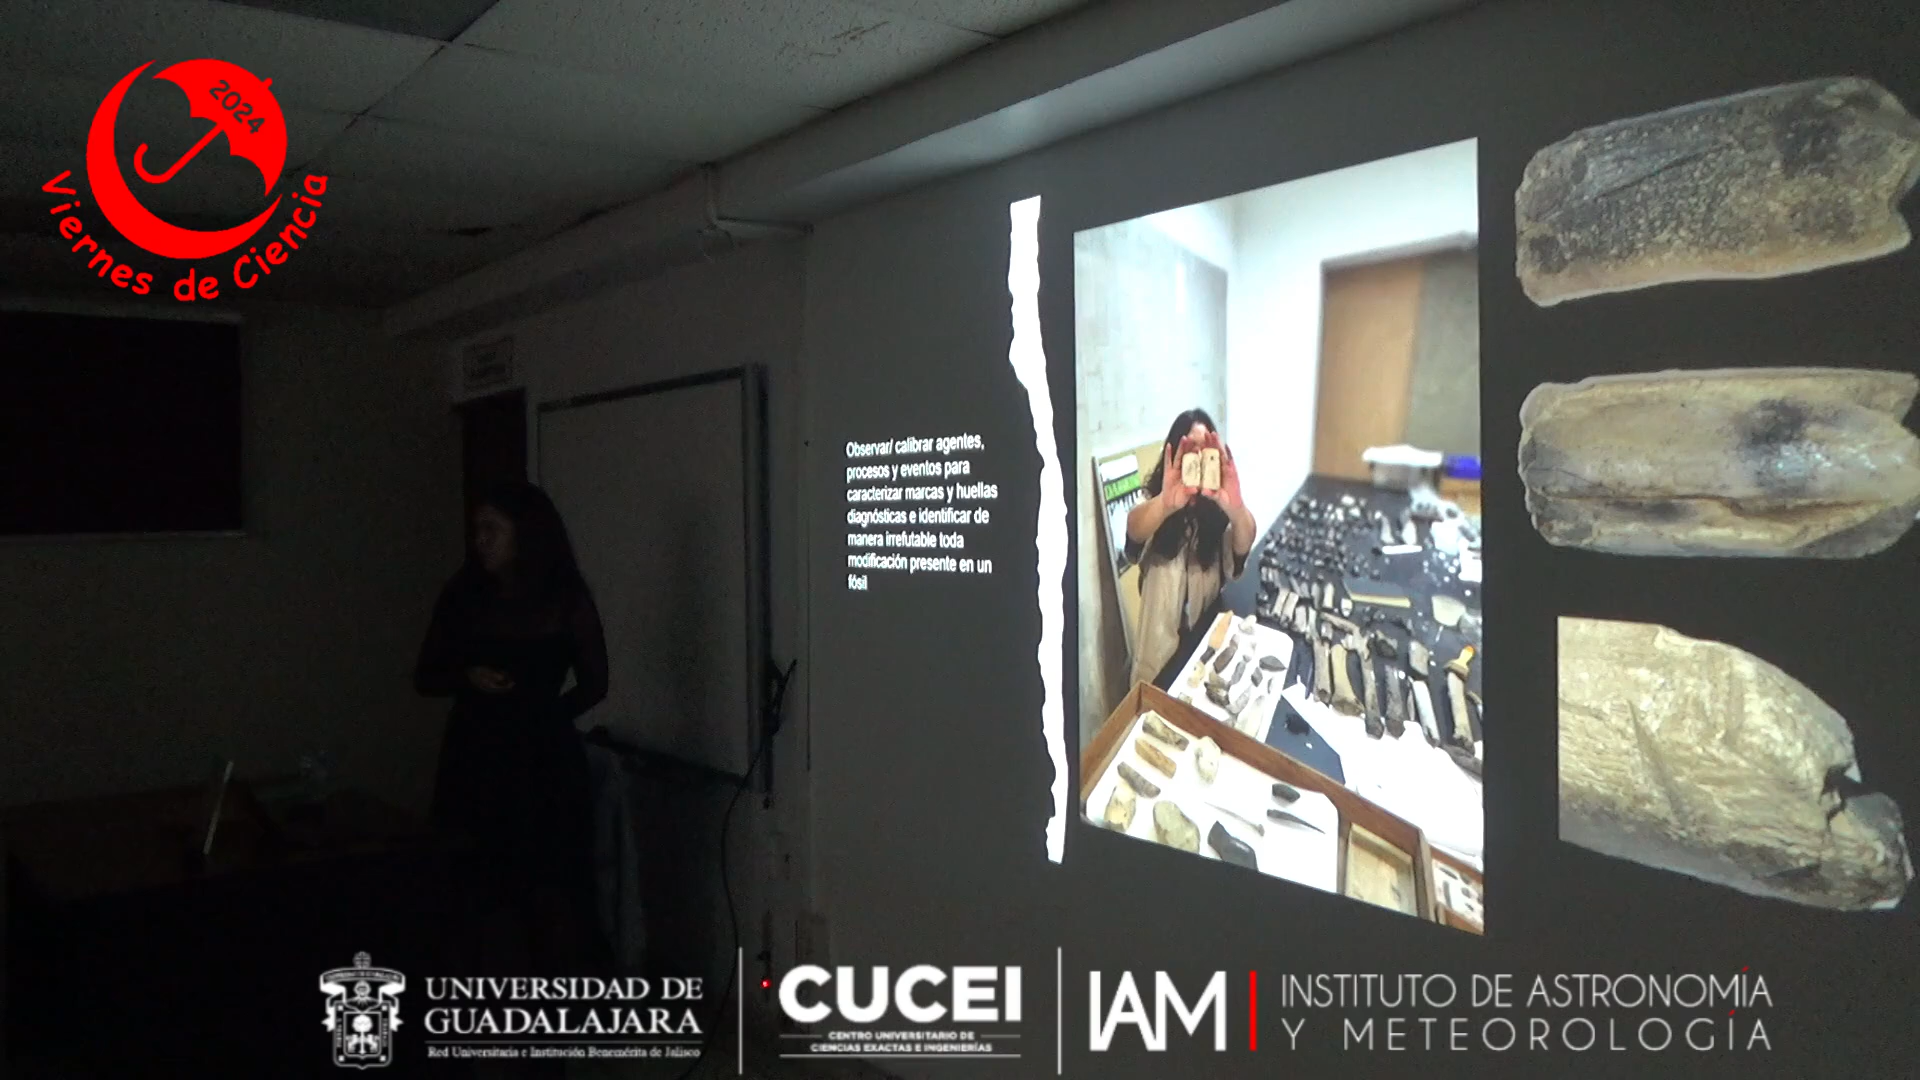 2024
Viernes de Ciencia
Observar/ calibrar agentes,
procesos y eventos para
caracterizar marcas y huellas
diagnósticas e identificar de
manera irrefutable toda
modificación presente en un
fósil
UNIVERSIDAD DE
GUADALAJARA
Red Universitaria e Institución Benemérita de Jalisco
CUCEI
CENTRO UNIVERSITARIO DE
CIENCIAS EXACTAS E INGENIERÍAS
IAM
INSTITUTO DE ASTRONOMÍA
Y METEOROLOGÍA